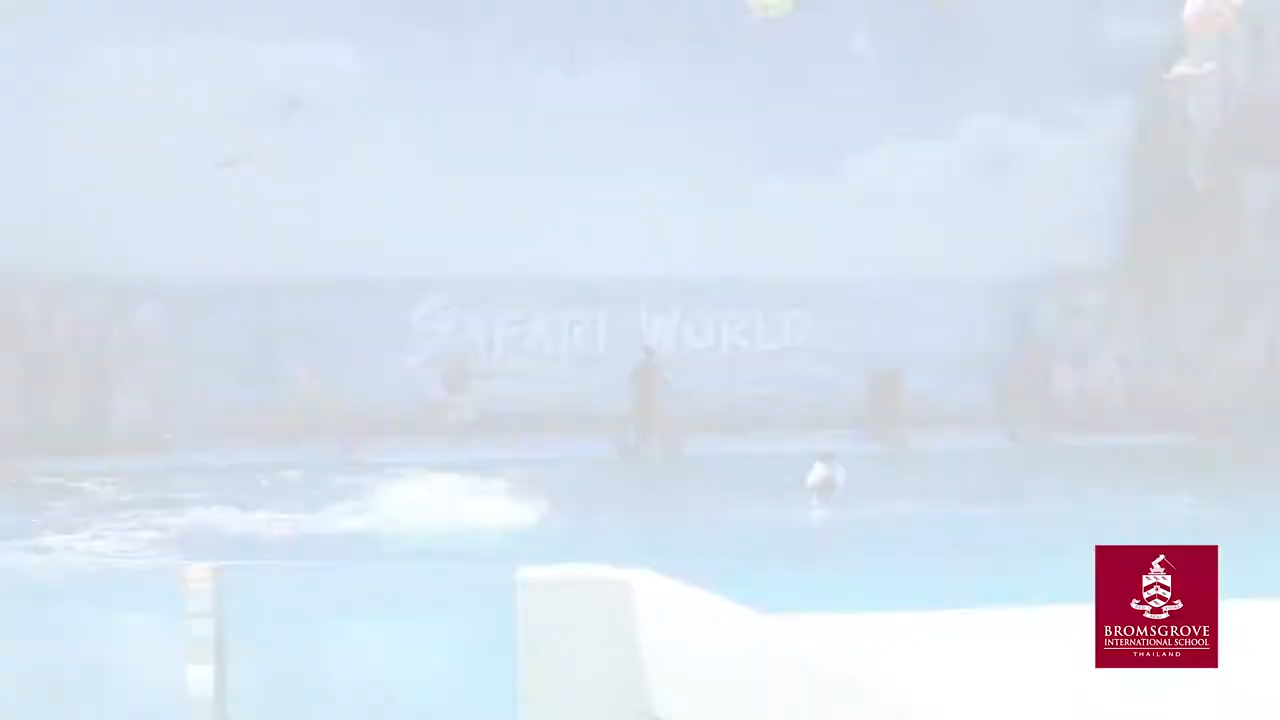 SAFARI WORLD
BROMSGROVE
INTERNATIONAL SCHOOL
THAILAND